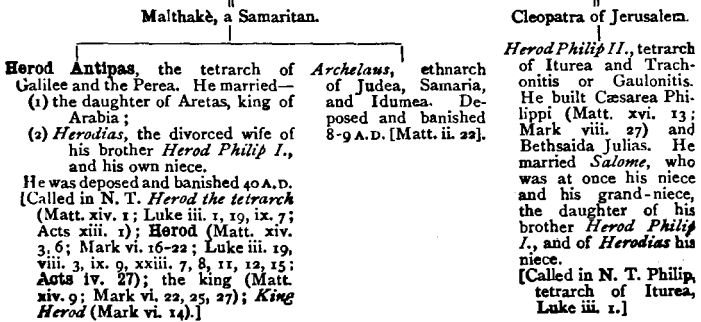 Malthakè, a Samaritan.
Herod Antipas, the tetrarch of
Galilee and the Perea. He married—
(1) the daughter of Aretas, king of
Arabia ;
(2) Herodias, the divorced wife of
his brother Herod Philip I.,
and his own niece.
He was deposed and banished 40 A.D.
[Called in N. T. Herod the tetrarch
(Matt. xiv. 1 ; Luke iii. 1, 19, ix. 7 ;
Acts xiii. 1) ; Herod (Matt. xiv.
3, 6 ; Mark vi. 16-22 ; Luke iii. 19,
viii. 3, ix. 9, xxiii. 7, 8, 11, 12, 15 ;
Acts iv. 27) ; the king (Matt.
xiv. 9 ; Mark vi. 22, 25, 27) ; King
Herod (Mark vi. 14).]
Archelaus, ethnarch
of Judea, Samaria,
and Idumea. De-
posed and banished
8-9 A.D. [Matt. ii. 22].
Cleopatra of Jerusalem.
Herod Philip II., tetrarch
of Iturea and Trach-
onitis or Gaulonitis.
He built Cæsarea Phi-
lippi (Matt. xvi. 13 ;
Mark viii. 27) and
Bethsaida Julias. He
married Salome, who
was at once his niece
and his grand-niece,
the daughter of his
brother Herod Philip
I., and of Herodias his
niece.
[Called in N. T. Philip,
tetrarch of Iturea,
Luke iii. 1.]